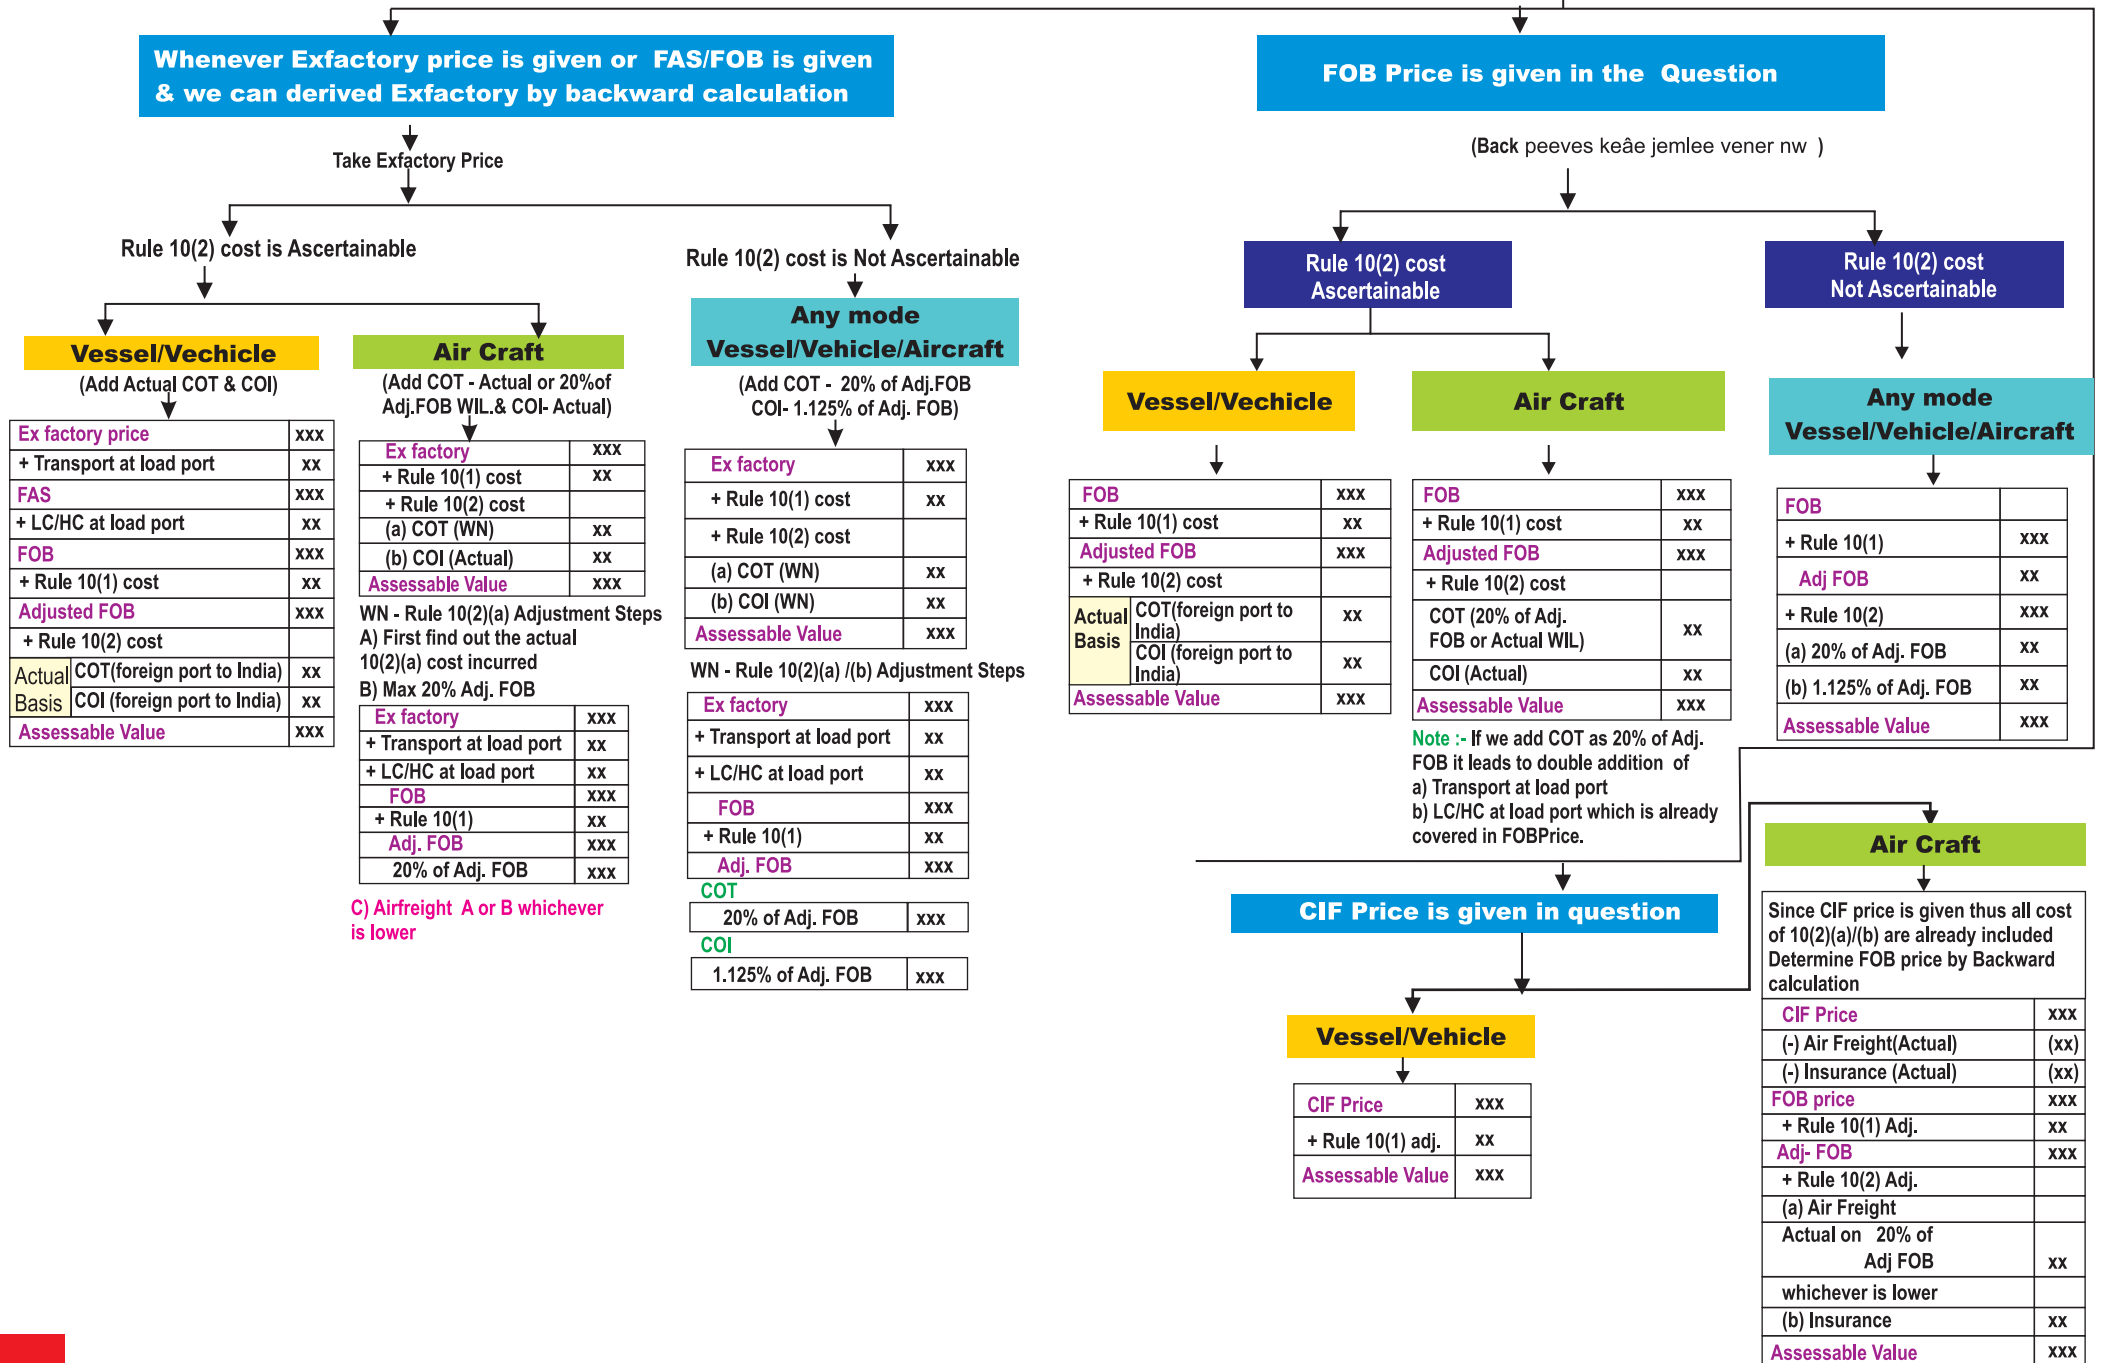 Whenever Exfactory price is given or FAS/FOB is given
& we can derived Exfactory by backward calculation
Take Exfactory Price
Rule 10(2) cost is Ascertainable
Vessel/Vechicle
(Add Actual COT & COI)
Ex factory price xxx
+ Transport at load port xx
FAS xxx
+ LC/HC at load port xx
FOB xxx
+ Rule 10(1) cost xx
Adjusted FOB xxx
+ Rule 10(2) cost
Actual Basis
COT(foreign port to India) xx
COI (foreign port to India) xx
Assessable Value xxx
Air Craft
(Add COT - Actual or 20%of
Adj.FOB WIL.& COI- Actual)
Ex factory xxx
+ Rule 10(1) cost xx
+ Rule 10(2) cost
(a) COT (WN) xx
(b) COI (Actual) xx
Assessable Value xxx
WN - Rule 10(2)(a) Adjustment Steps
A) First find out the actual
10(2)(a) cost incurred
B) Max 20% Adj. FOB
Ex factory xxx
+ Transport at load port xx
+ LC/HC at load port xx
FOB xxx
+ Rule 10(1) xx
Adj. FOB xxx
20% of Adj. FOB xxx
C) Airfreight A or B whichever
is lower
Rule 10(2) cost is Not Ascertainable
Any mode
Vessel/Vehicle/Aircraft
(Add COT - 20% of Adj.FOB
COI- 1.125% of Adj. FOB)
Ex factory xxx
+ Rule 10(1) cost xx
+ Rule 10(2) cost
(a) COT (WN) xx
(b) COI (WN) xx
Assessable Value xxx
WN - Rule 10(2)(a) /(b) Adjustment Steps
Ex factory xxx
+ Transport at load port xx
+ LC/HC at load port xx
FOB xxx
+ Rule 10(1) xx
Adj. FOB xxx
COT
20% of Adj. FOB xxx
COI
1.125% of Adj. FOB xxx
FOB Price is given in the Question
(Back peeves keâe jemlee vener nw )
Rule 10(2) cost
Ascertainable
Vessel/Vechicle
FOB xxx
+ Rule 10(1) cost xx
Adjusted FOB xxx
+ Rule 10(2) cost
Actual
Basis
COT(foreign port to
India) xx
COI (foreign port to
India) xx
Assessable Value xxx
Air Craft
FOB xxx
+ Rule 10(1) cost xx
Adjusted FOB xxx
+ Rule 10(2) cost
COT (20% of Adj.
FOB or Actual WIL) xx
COI (Actual) xx
Assessable Value xxx
Note :- If we add COT as 20% of Adj.
FOB it leads to double addition of
a) Transport at load port
b) LC/HC at load port which is already
covered in FOBPrice.
Rule 10(2) cost
Not Ascertainable
Any mode
Vessel/Vehicle/Aircraft
FOB
+ Rule 10(1) xxx
Adj FOB xx
+ Rule 10(2) xxx
(a) 20% of Adj. FOB xx
(b) 1.125% of Adj. FOB xx
Assessable Value xxx
CIF Price is given in question
Vessel/Vehicle
CIF Price xxx
+ Rule 10(1) adj. xx
Assessable Value xxx
Air Craft
Since CIF price is given thus all cost
of 10(2)(a)/(b) are already included
Determine FOB price by Backward
calculation
CIF Price xxx
(-) Air Freight(Actual) (xx)
(-) Insurance (Actual) (xx)
FOB price xxx
+ Rule 10(1) Adj. xx
Adj- FOB xxx
+ Rule 10(2) Adj.
(a) Air Freight
Actual on 20% of
Adj FOB xx
whichever is lower
(b) Insurance xx
Assessable Value xxx